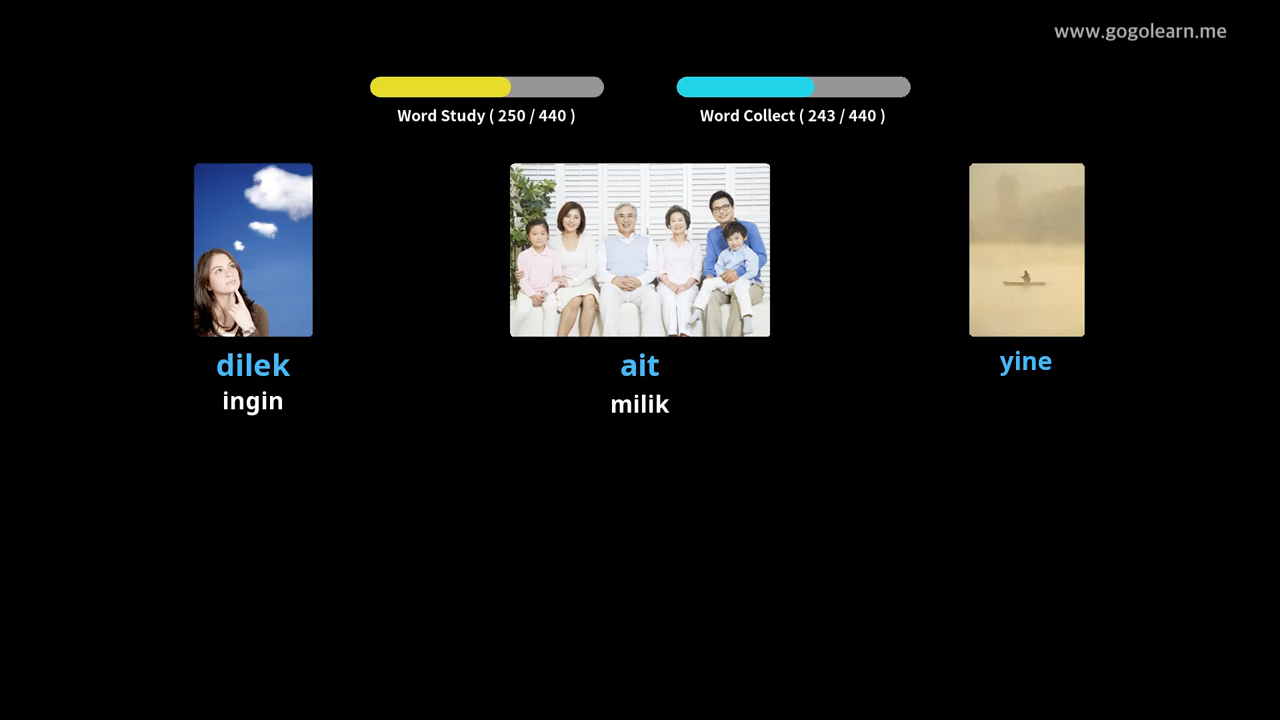 www.gogolearn.me
Word Study ( 250 / 440 )
Word Collect ( 243 / 440 )
dilek
ingin
ait
milik
yine